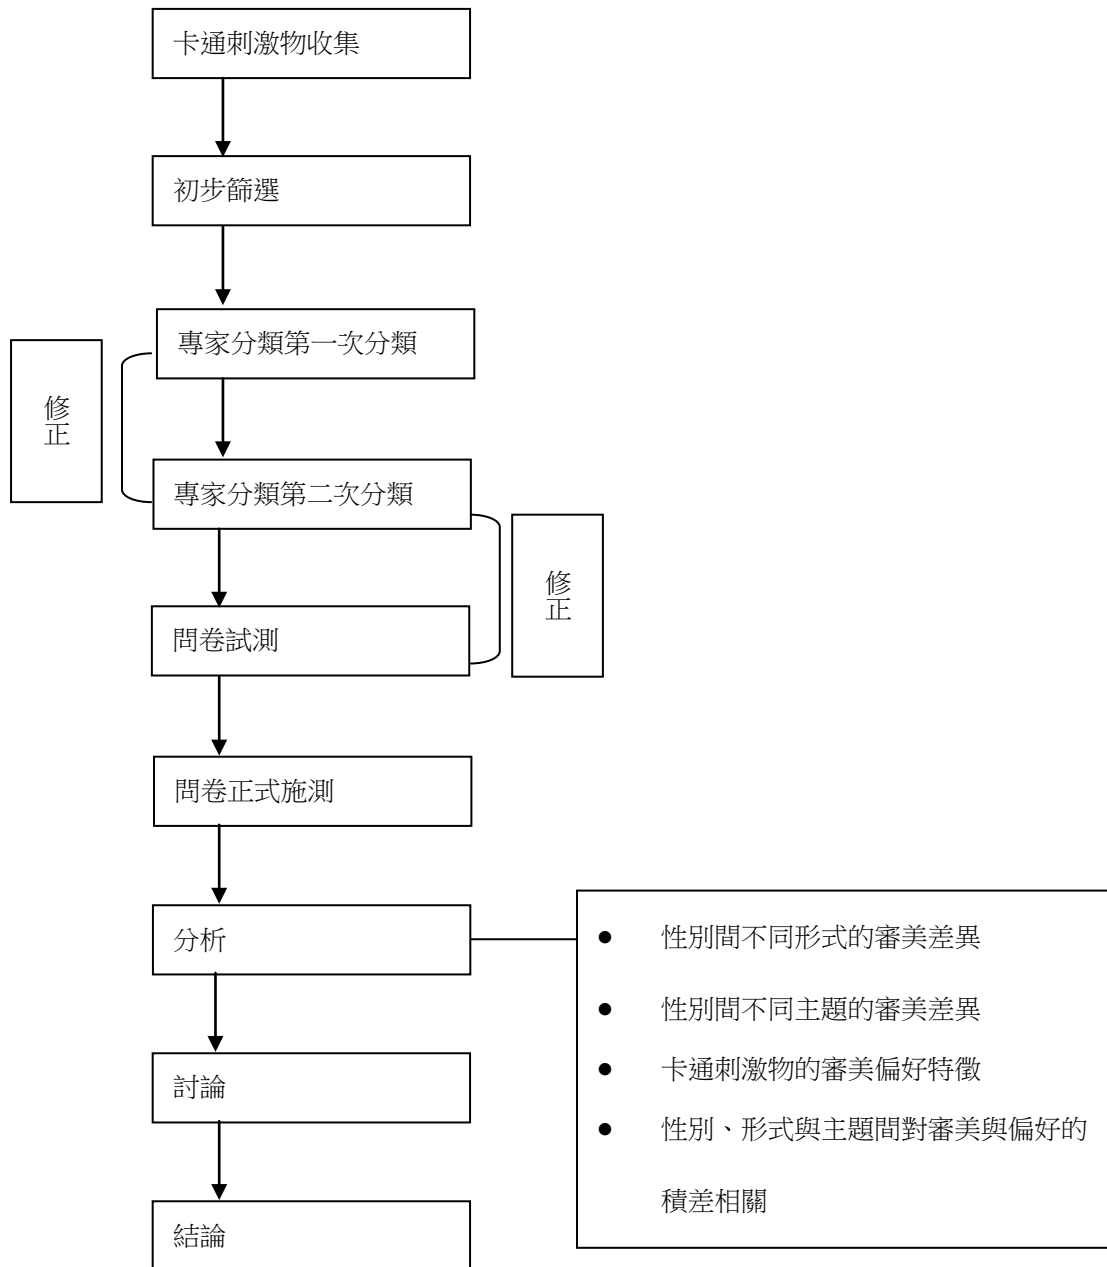 卡通刺激物收集
初步篩選
專家分類第一次分類
修正
專家分類第二次分類
修正
問卷試測
問卷正式施測
分析
● 性別間不同形式的審美差異
● 性別間不同主題的審美差異
● 卡通刺激物的審美偏好特徵
● 性別、形式與主題間對審美與偏好的
積差相關
討論
結論